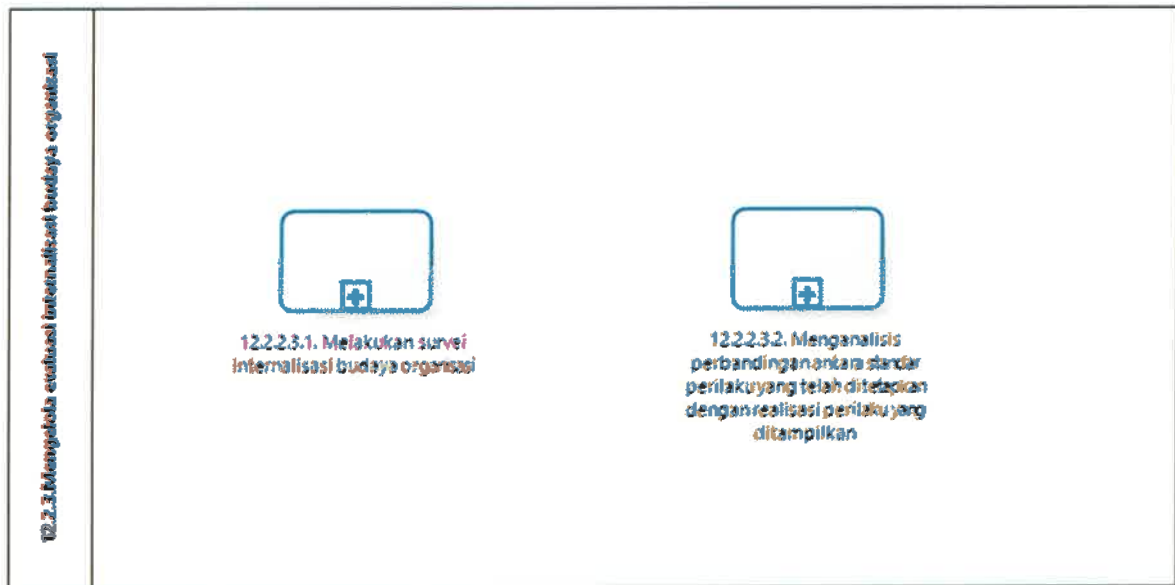 12.2.2.3.Mengelola evaluasi internalisasi budaya organisasi
12.2.2.3.1. Melakukan survei
internalisasi budaya organisasi
12.2.2.3.2. Menganalisis
perbandingan antara standar
perilaku yang telah ditetapkan
dengan realisasi perilaku yang
ditampilkan